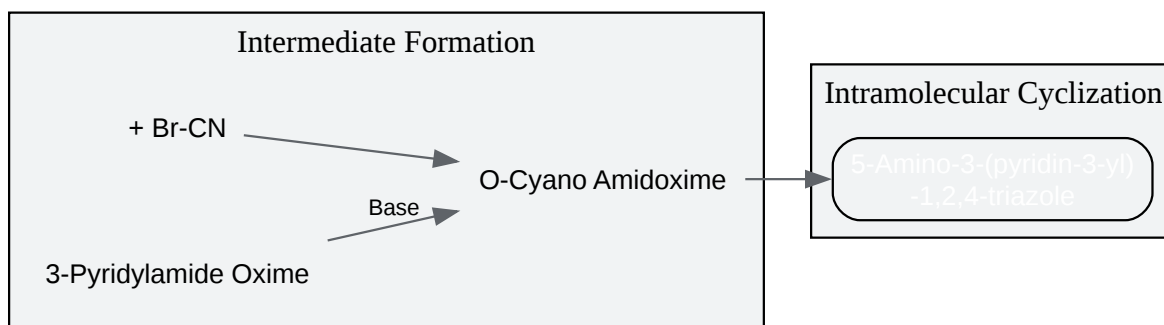 Intermediate Formation
+ Br-CN
Base
3-Pyridylamide Oxime
O-Cyano Amidoxime
Intramolecular Cyclization
5-Amino-3-(pyridin-3-yl)
-1,2,4-triazole